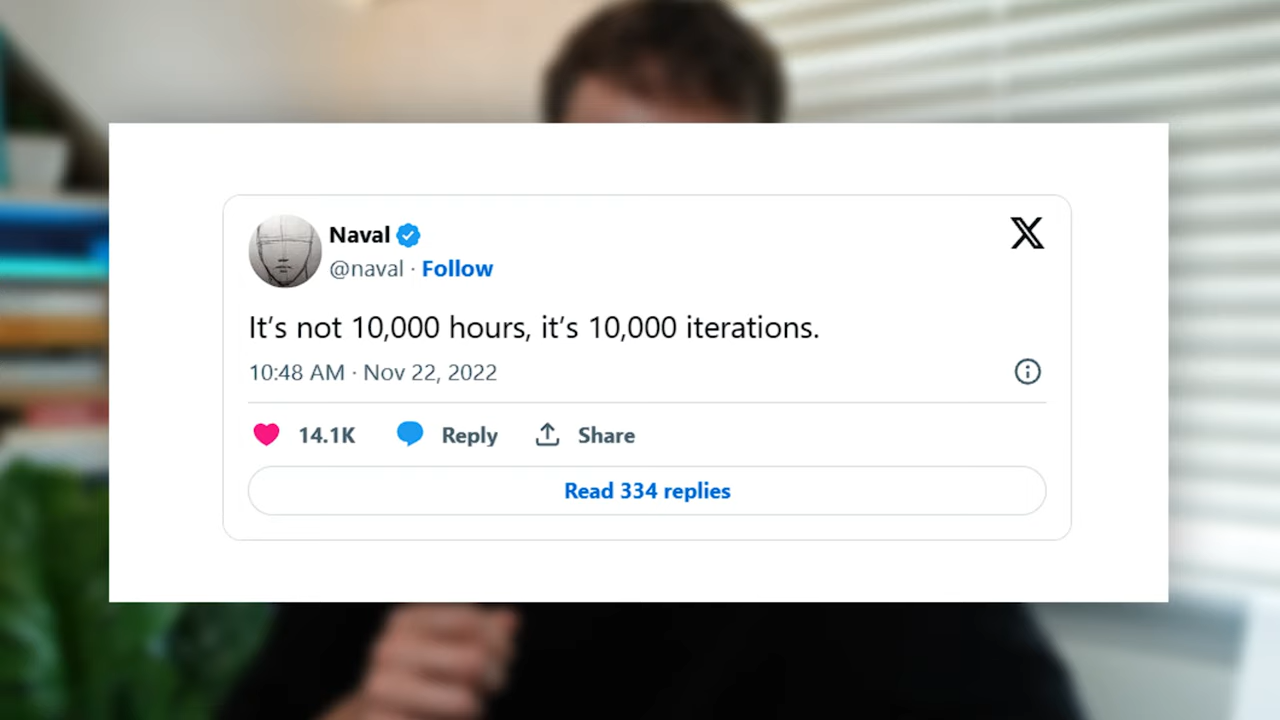 Naval
@naval · Follow
It's not 10,000 hours, it's 10,000 iterations.
10:48 AM · Nov 22, 2022
14.1K Reply Share
Read 334 replies